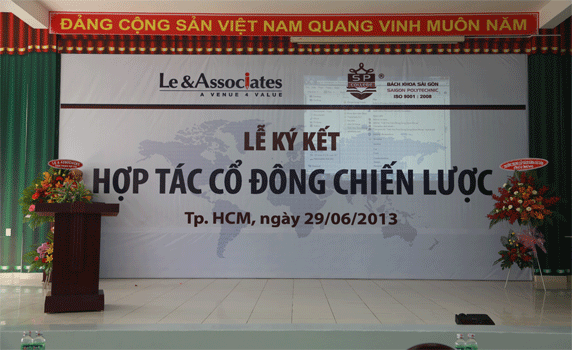 ĐẢNG CỘNG SẢN VIỆT NAM QUANG VINH MUÔN NĂM
Le & Associates
A VENUE 4 VALUE
SP
BÁCH KHOA SÀI GÒN
SAIGON POLYTECHNIC
ISO 9001 : 2008
LỄ KÝ KẾT
HỢP TÁC CỔ ĐÔNG CHIẾN LƯỢC
Tp. HCM, ngày 29/06/2013